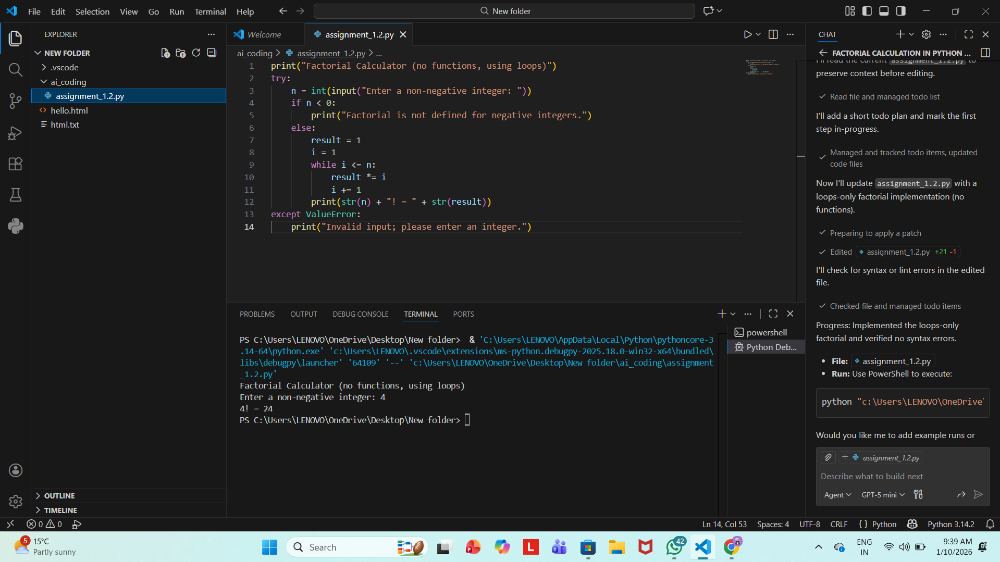 File Edit Selection View Go Run Terminal Help
New folder
EXPLORER
NEW FOLDER
.vscode
ai_coding
assignment_1.2.py
hello.html
html.txt
OUTLINE
TIMELINE
Welcome
assignment_1.2.py
ai_coding > assignment_1.2.py > ...
1 print("Factorial Calculator (no functions, using loops)")
2 try:
3 n = int(input("Enter a non-negative integer: "))
4 if n < 0:
5 print("Factorial is not defined for negative integers.")
6 else:
7 result = 1
8 i = 1
9 while i <= n:
10 result *= i
11 i += 1
12 print(str(n) + "! = " + str(result))
13 except ValueError:
14 print("Invalid input; please enter an integer.")
PROBLEMS OUTPUT DEBUG CONSOLE TERMINAL PORTS
PS C:\Users\LENOVO\OneDrive\Desktop\New folder> & 'C:\Users\LENOVO\AppData\Local\Python\pythoncore-3
.14-64\python.exe' 'c:\Users\LENOVO\.vscode\extensions\ms-python.debugpy-2025.18.0-win32-x64\bundled\
libs\debugpy\launcher' '64109' '--' 'c:\Users\LENOVO\OneDrive\Desktop\New folder\ai_coding\assignment
_1.2.py'
Factorial Calculator (no functions, using loops)
Enter a non-negative integer: 4
4! = 24
PS C:\Users\LENOVO\OneDrive\Desktop\New folder>
powershell
Python Deb...
CHAT
FACTORIAL CALCULATION IN PYTHON ...
I'll read the current assignment_1.2.py to
preserve context before editing.
Read file and managed todo list
I'll add a short todo plan and mark the first
step in-progress.
Managed and tracked todo items, updated
code files
Now I'll update assignment_1.2.py with a
loops-only factorial implementation (no
functions).
Preparing to apply a patch
Edited assignment_1.2.py +21 -1
I'll check for syntax or lint errors in the edited
file.
Checked file and managed todo items
Progress: Implemented the loops-only
factorial and verified no syntax errors.
• File: assignment_1.2.py
• Run: Use PowerShell to execute:
python "c:\Users\LENOVO\OneDrive\
Would you like me to add example runs or
assignment_1.2.py
Describe what to build next
Agent GPT-5 mini
0 0
Ln 14, Col 53 Spaces: 4 UTF-8 CRLF { } Python Python 3.14.2
5
15°C
Partly sunny
Search
42
ENG
IN
9:39 AM
1/10/2026